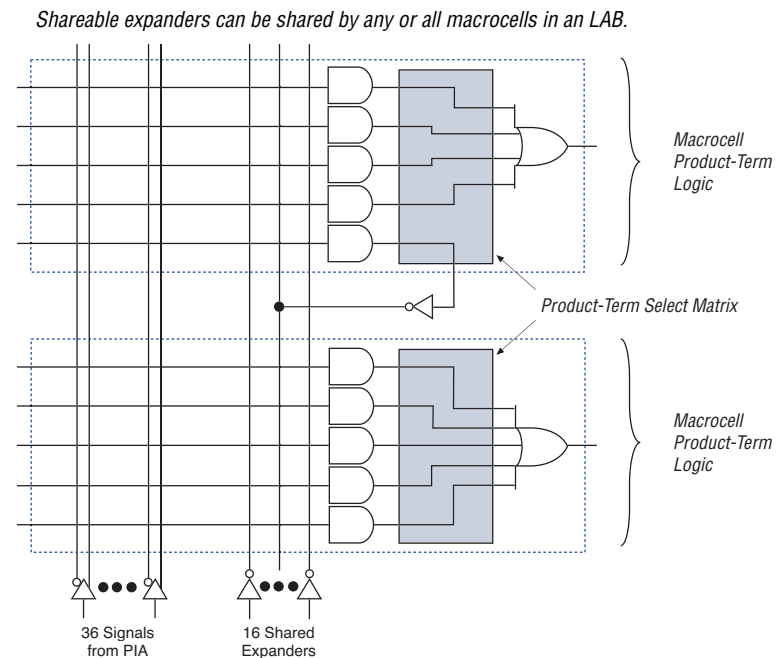 Shareable expanders can be shared by any or all macrocells in an LAB.
Macrocell
Product-Term
Logic
Product-Term Select Matrix
Macrocell
Product-Term
Logic
36 Signals
from PIA
16 Shared
Expanders